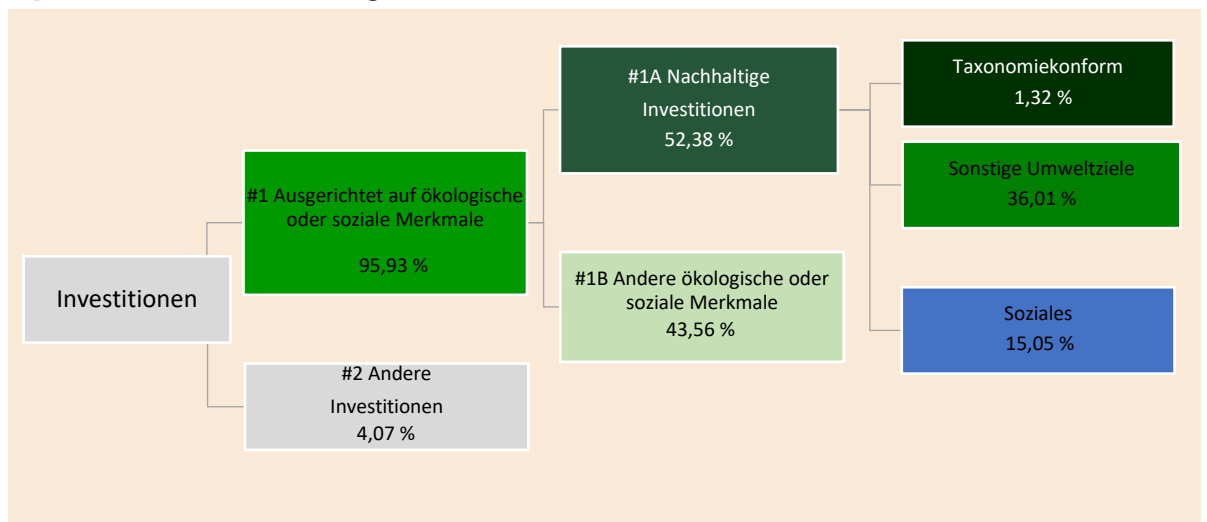 Investitionen
#1 Ausgerichtet auf ökologische
oder soziale Merkmale
95,93 %
#2 Andere
Investitionen
4,07 %
#1A Nachhaltige
Investitionen
52,38 %
#1B Andere ökologische oder
soziale Merkmale
43,56 %
Taxonomiekonform
1,32 %
Sonstige Umweltziele
36,01 %
Soziales
15,05 %